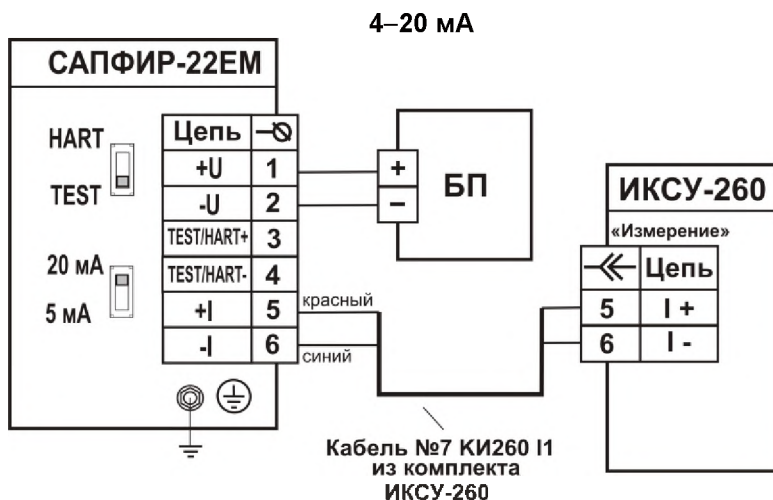 4–20 мА
САПФИР-22ЕМ
HART
TEST
20 мА
5 мА
Цепь
+U 1
-U 2
TEST/HART+ 3
TEST/HART- 4
+I 5
-I 6
красный
синий
+
−
БП
ИКСУ-260
«Измерение»
Цепь
5 I +
6 I -
Кабель №7 КИ260 I1
из комплекта
ИКСУ-260